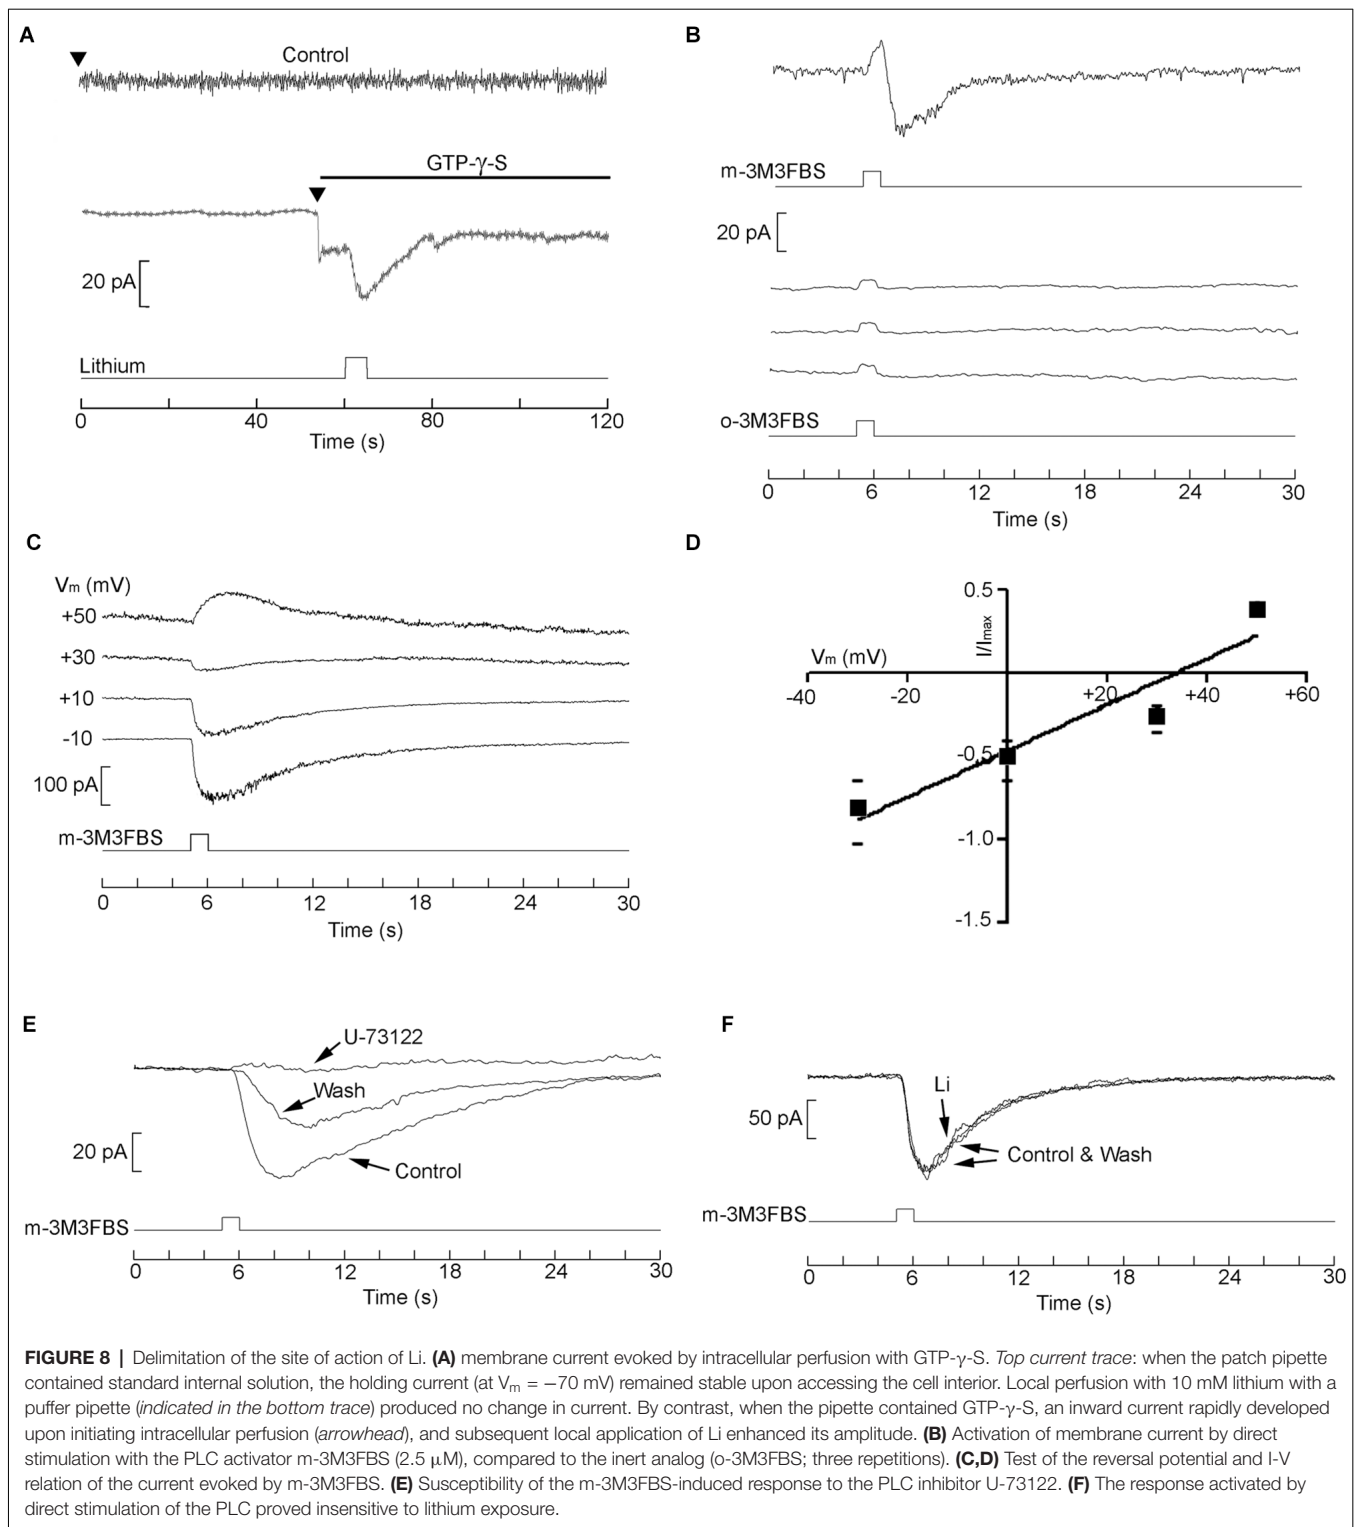 A
Control
GTP-γ-S
20 pA
Lithium
0 40 80 120
Time (s)
B
m-3M3FBS
20 pA
o-3M3FBS
0 6 12 18 24 30
Time (s)
C
Vm (mV)
+50
+30
+10
-10
100 pA
m-3M3FBS
0 6 12 18 24 30
Time (s)
D
0.5
I/Imax
Vm (mV)
-40 -20 +20 +40 +60
-0.5
-1.0
-1.5
E
U-73122
Wash
20 pA
Control
m-3M3FBS
0 6 12 18 24 30
Time (s)
F
Li
50 pA
Control & Wash
m-3M3FBS
0 6 12 18 24 30
Time (s)
FIGURE 8 | Delimitation of the site of action of Li. (A) membrane current evoked by intracellular perfusion with GTP-γ-S. Top current trace: when the patch pipette
contained standard internal solution, the holding current (at Vm = −70 mV) remained stable upon accessing the cell interior. Local perfusion with 10 mM lithium with a
puffer pipette (indicated in the bottom trace) produced no change in current. By contrast, when the pipette contained GTP-γ-S, an inward current rapidly developed
upon initiating intracellular perfusion (arrowhead), and subsequent local application of Li enhanced its amplitude. (B) Activation of membrane current by direct
stimulation with the PLC activator m-3M3FBS (2.5 μM), compared to the inert analog (o-3M3FBS; three repetitions). (C,D) Test of the reversal potential and I-V
relation of the current evoked by m-3M3FBS. (E) Susceptibility of the m-3M3FBS-induced response to the PLC inhibitor U-73122. (F) The response activated by
direct stimulation of the PLC proved insensitive to lithium exposure.